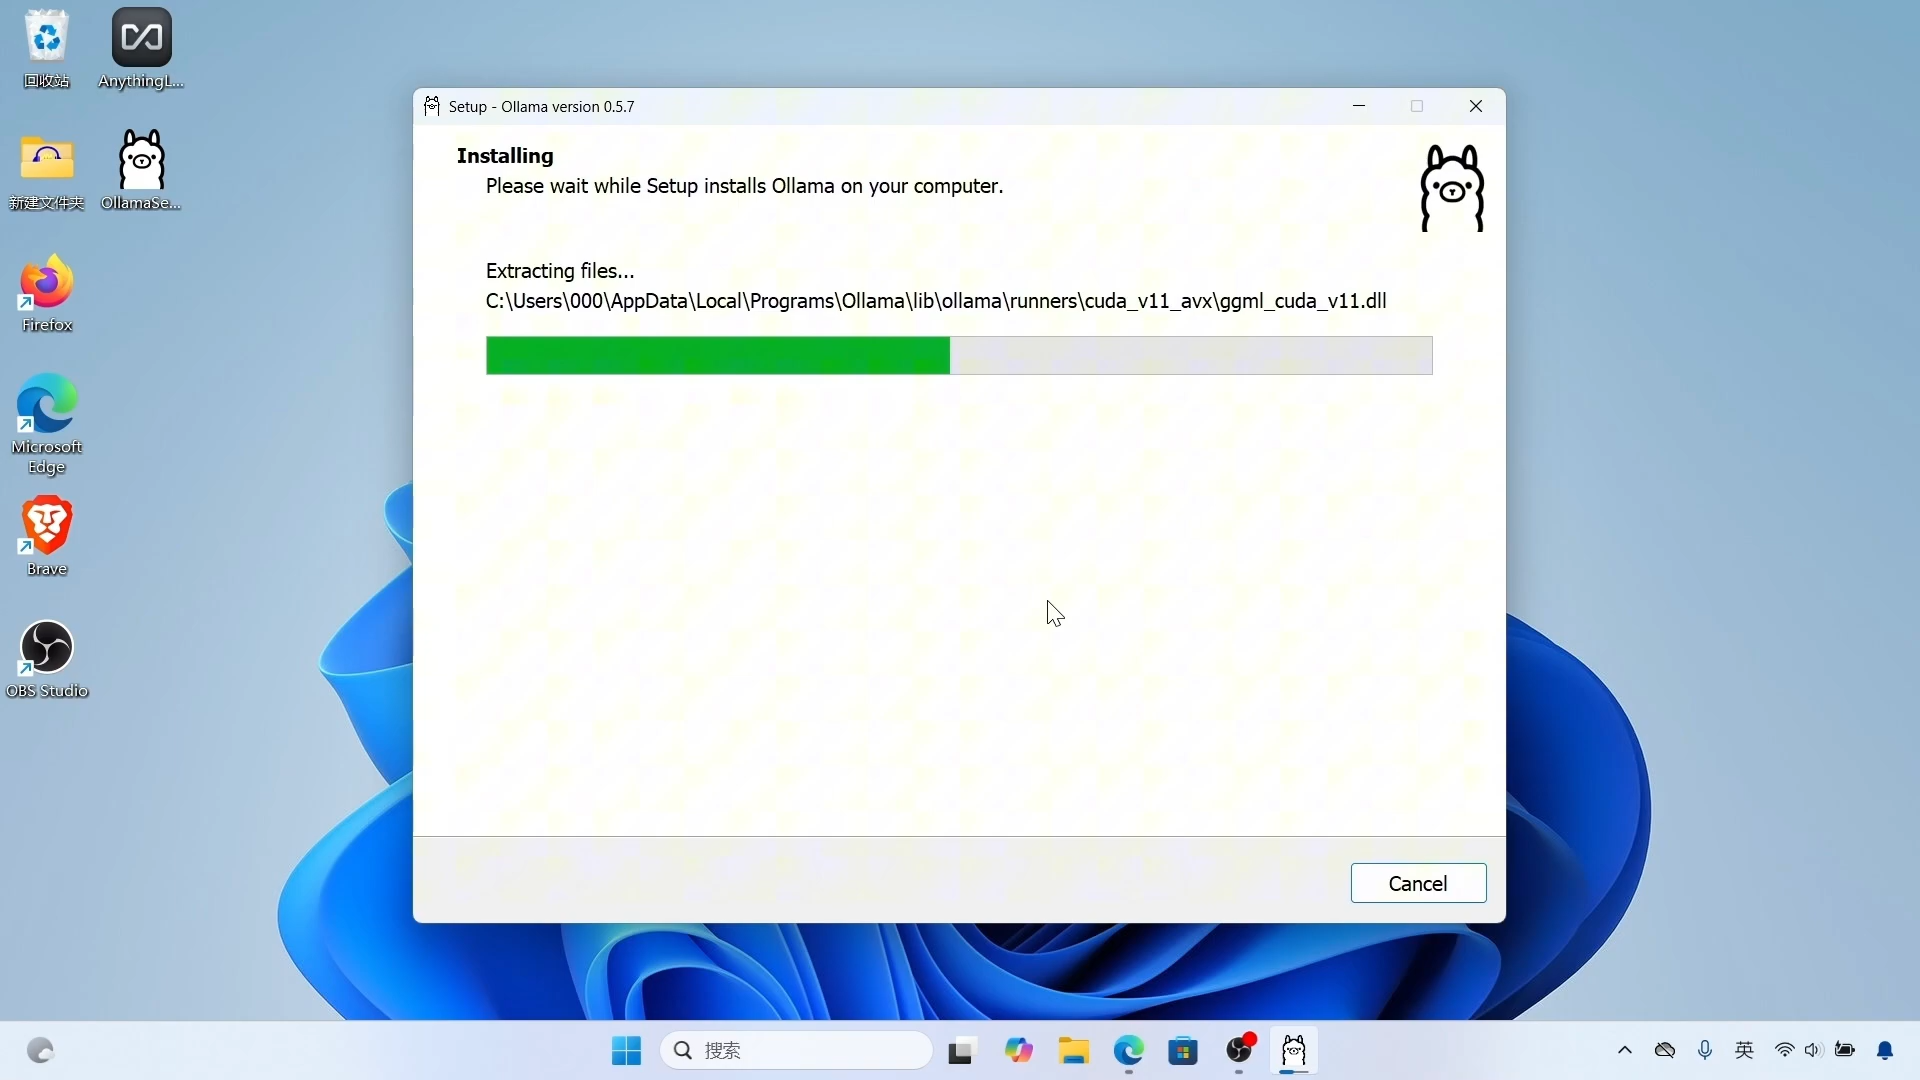 回收站
AnythingL...
新建文件夹
OllamaSe...
Firefox
Microsoft
Edge
Brave
OBS Studio
Setup - Ollama version 0.5.7
Installing
Please wait while Setup installs Ollama on your computer.
Extracting files...
C:\Users\000\AppData\Local\Programs\Ollama\lib\ollama\runners\cuda_v11_avx\ggml_cuda_v11.dll
Cancel
搜索
英